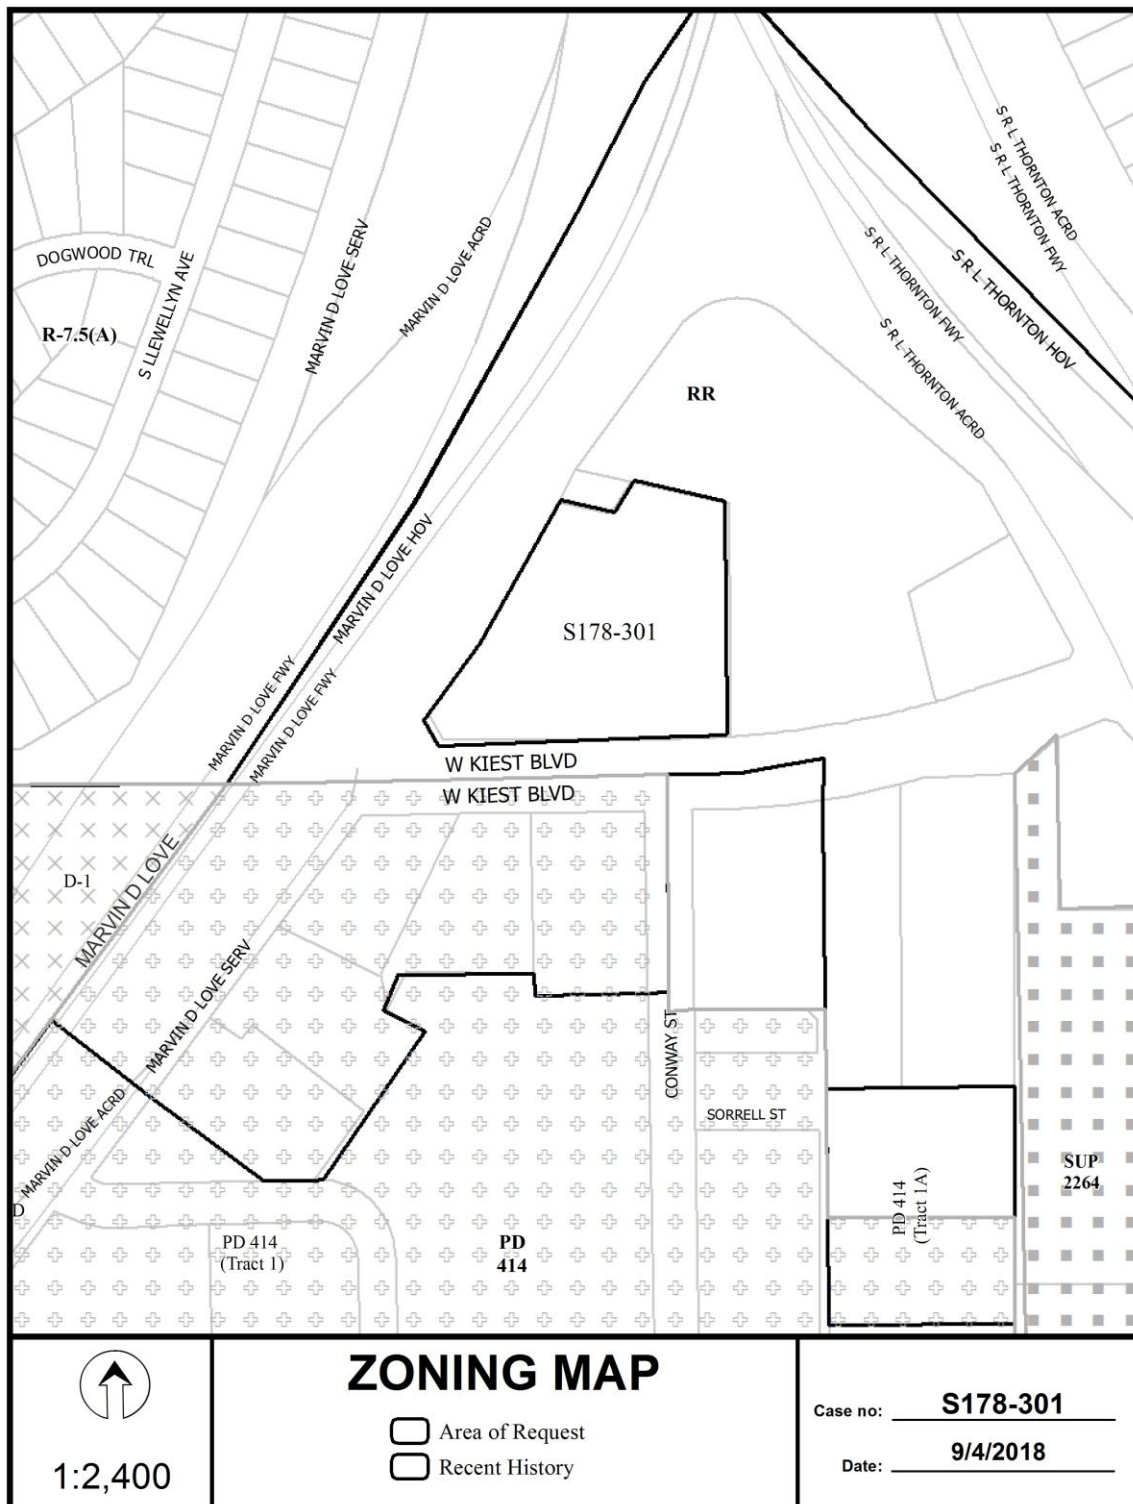 S R L THORNTON ACRD
S R L THORNTON FWY
MARVIN D LOVE SERV
MARVIN D LOVE ACRD
S R L THORNTON FWY
S R L THORNTON HOV
DOGWOOD TRL
S LLEWELLYN AVE
R-7.5(A)
S R L THORNTON ACRD
RR
MARVIN D LOVE HOV
S178-301
MARVIN D LOVE FWY
MARVIN D LOVE FWY
W KIEST BLVD
W KIEST BLVD
D-1
MARVIN D LOVE
MARVIN D LOVE SERV
CONWAY ST
MARVIN D LOVE ACRD
SORRELL ST
SUP
2264
PD 414
(Tract 1A)
D
PD 414
(Tract 1)
PD
414
1:2,400
ZONING MAP
Area of Request
Recent History
Case no: S178-301
Date: 9/4/2018